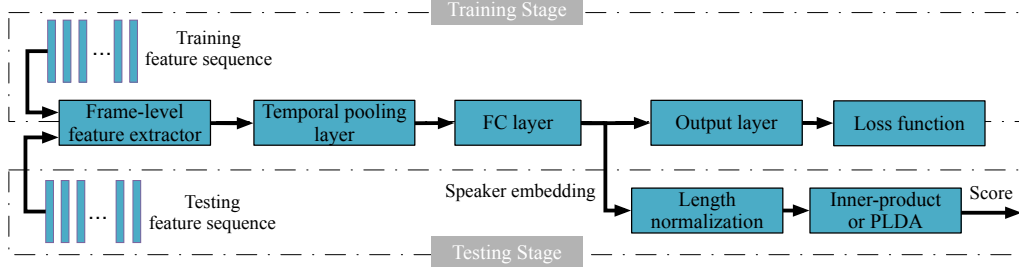 Training Stage
Training
feature sequence
...
Frame-level
feature extractor
Temporal pooling
layer
FC layer
Output layer
Loss function
Speaker embedding
Testing
feature sequence
...
Length
normalization
Inner-product
or PLDA
Score
Testing Stage